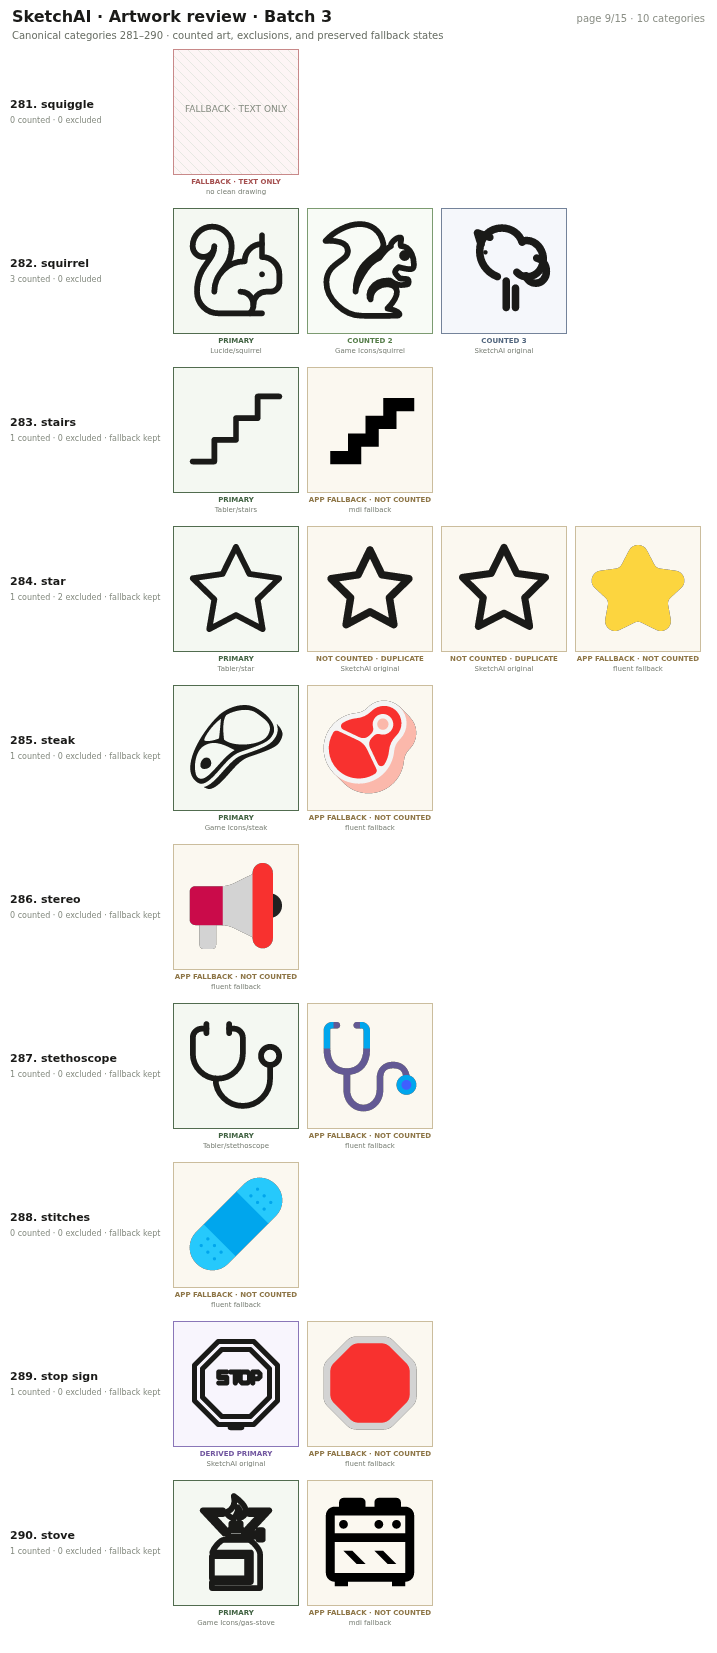 SketchAI · Artwork review · Batch 3
page 9/15 · 10 categories
Canonical categories 281–290 · counted art, exclusions, and preserved fallback states
281. squiggle
0 counted · 0 excluded
FALLBACK · TEXT ONLY
FALLBACK · TEXT ONLY
no clean drawing
282. squirrel
3 counted · 0 excluded
PRIMARY
Lucide/squirrel
COUNTED 2
Game Icons/squirrel
COUNTED 3
SketchAI original
283. stairs
1 counted · 0 excluded · fallback kept
PRIMARY
Tabler/stairs
APP FALLBACK · NOT COUNTED
mdi fallback
284. star
1 counted · 2 excluded · fallback kept
PRIMARY
Tabler/star
NOT COUNTED · DUPLICATE
SketchAI original
NOT COUNTED · DUPLICATE
SketchAI original
APP FALLBACK · NOT COUNTED
fluent fallback
285. steak
1 counted · 0 excluded · fallback kept
PRIMARY
Game Icons/steak
APP FALLBACK · NOT COUNTED
fluent fallback
286. stereo
0 counted · 0 excluded · fallback kept
APP FALLBACK · NOT COUNTED
fluent fallback
287. stethoscope
1 counted · 0 excluded · fallback kept
PRIMARY
Tabler/stethoscope
APP FALLBACK · NOT COUNTED
fluent fallback
288. stitches
0 counted · 0 excluded · fallback kept
APP FALLBACK · NOT COUNTED
fluent fallback
289. stop sign
1 counted · 0 excluded · fallback kept
STOP
DERIVED PRIMARY
SketchAI original
APP FALLBACK · NOT COUNTED
fluent fallback
290. stove
1 counted · 0 excluded · fallback kept
PRIMARY
Game Icons/gas-stove
APP FALLBACK · NOT COUNTED
mdi fallback